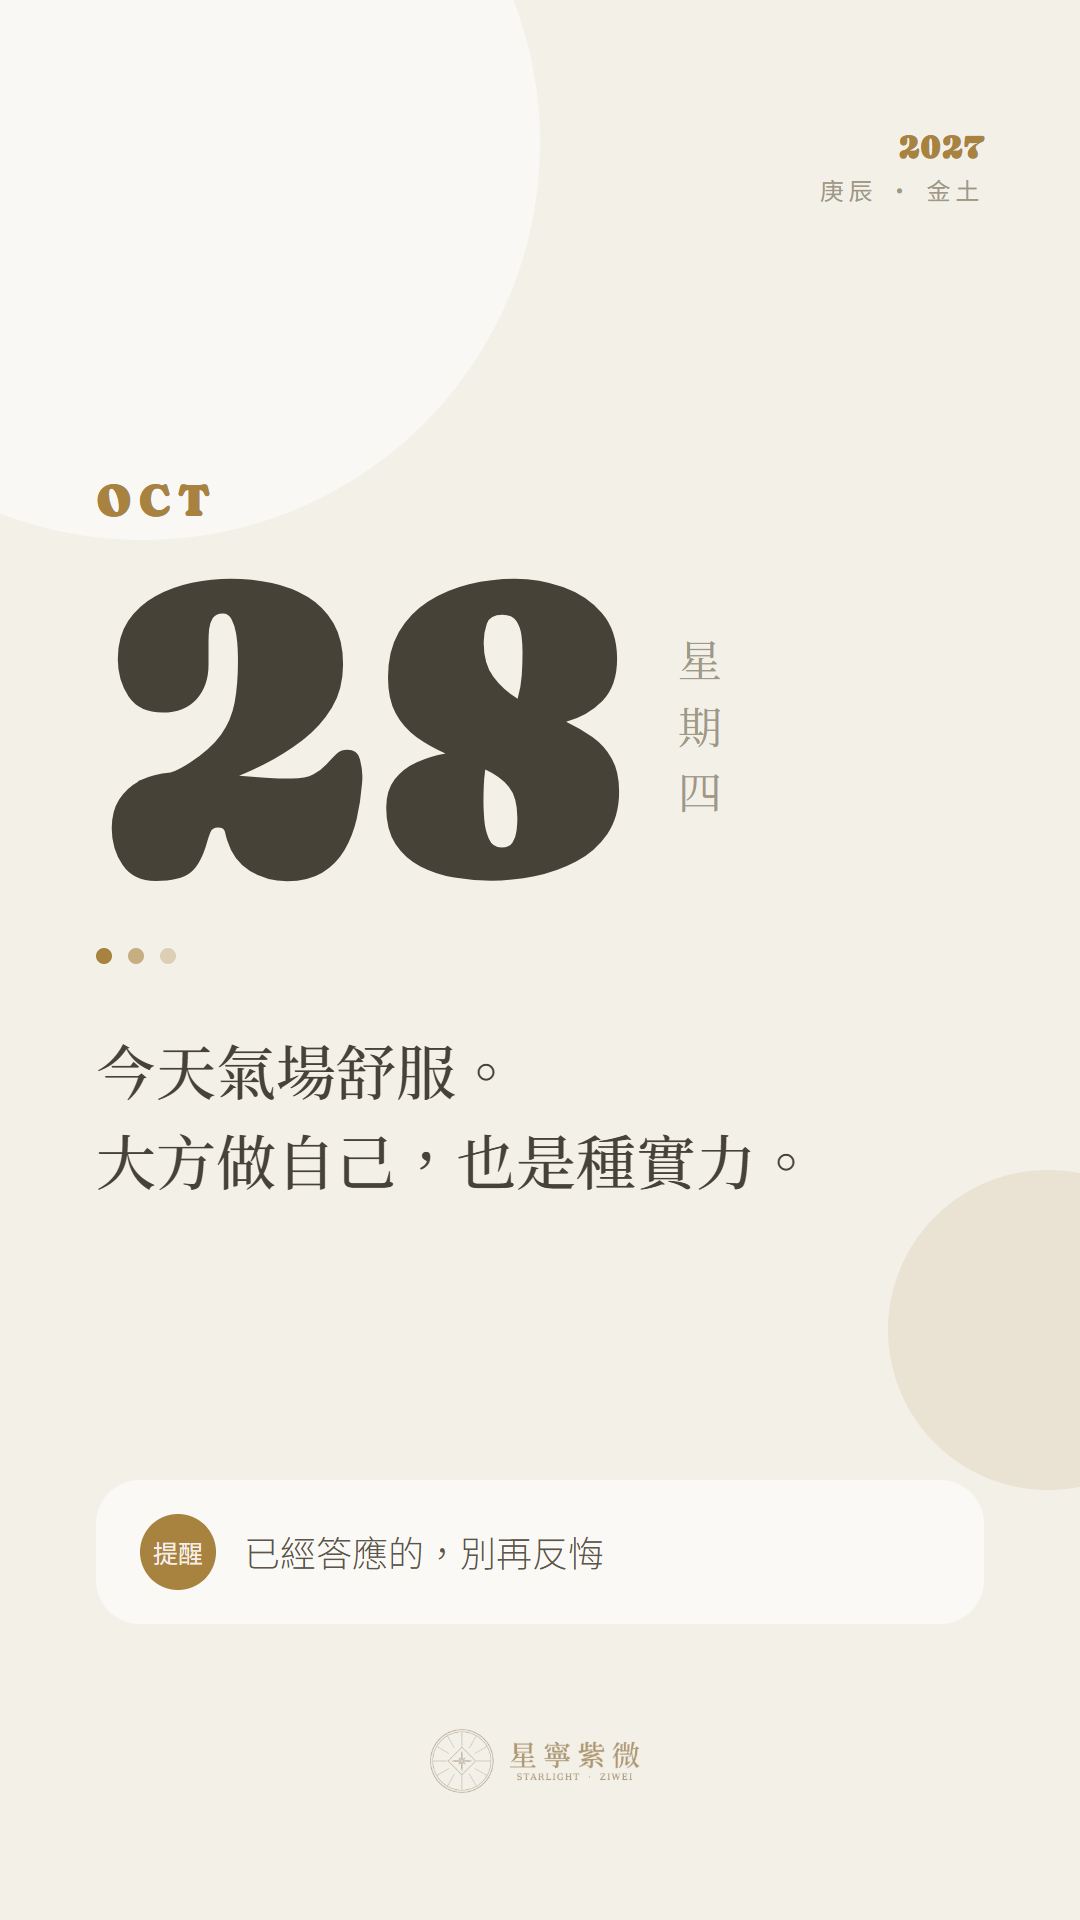 2027
庚辰 · 金土
OCT
28
星期四
今天氣場舒服。
大方做自己，也是種實力。
提醒
已經答應的，別再反悔
星寧紫微
STARLIGHT · ZIWEI